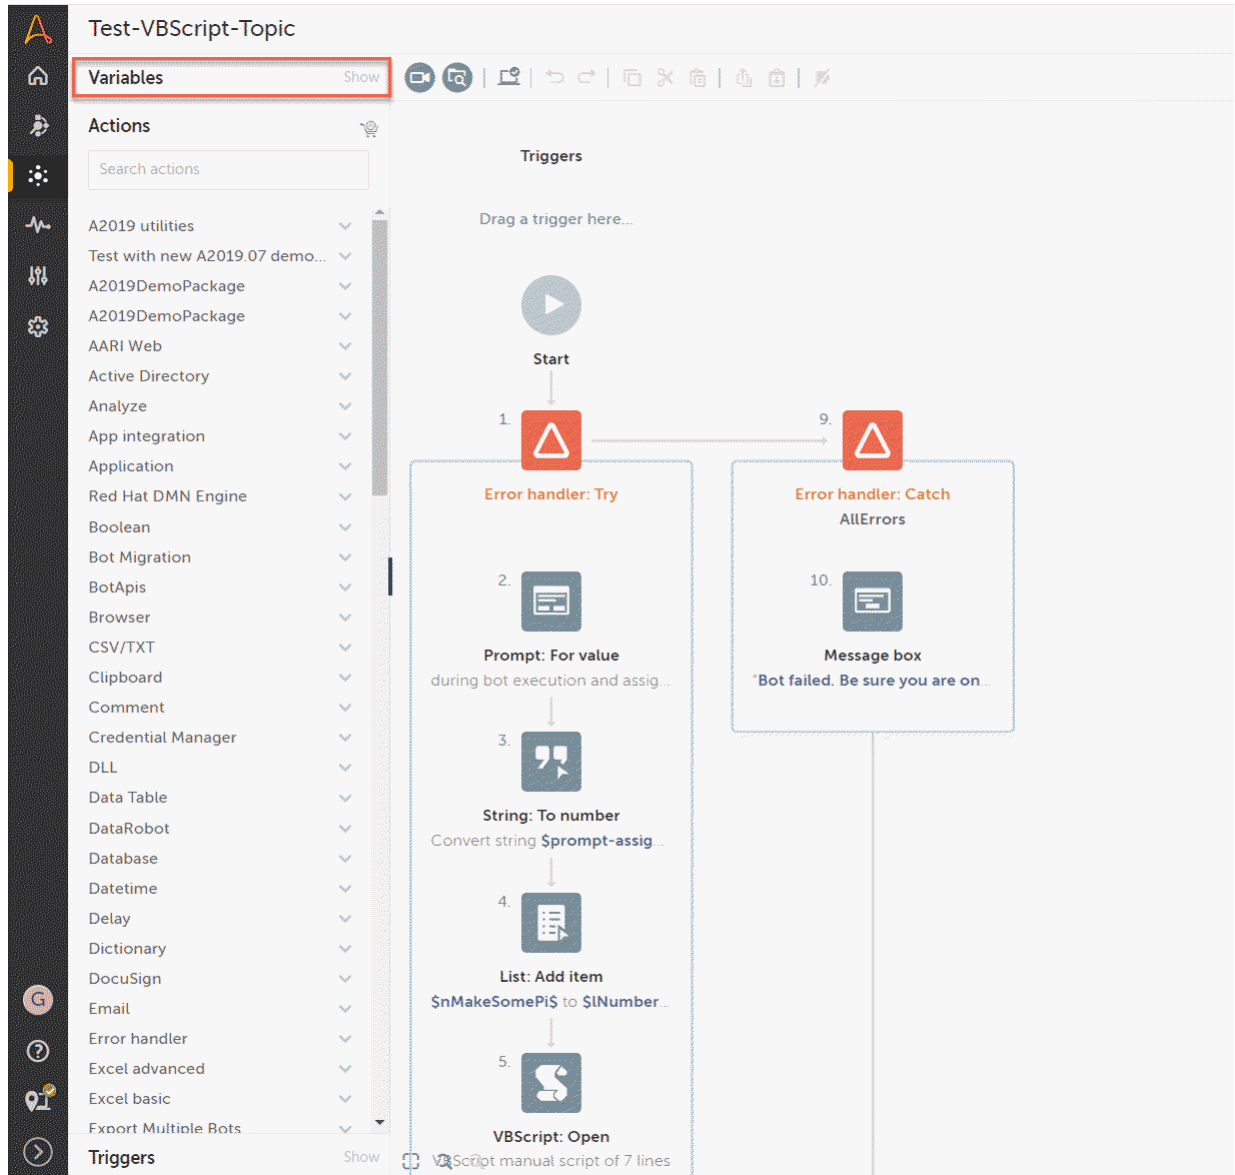 Test-VBScript-Topic
Variables Show
Actions
Search actions
A2019 utilities
Test with new A2019.07 demo...
A2019DemoPackage
A2019DemoPackage
AARI Web
Active Directory
Analyze
App integration
Application
Red Hat DMN Engine
Boolean
Bot Migration
BotApis
Browser
CSV/TXT
Clipboard
Comment
Credential Manager
DLL
Data Table
DataRobot
Database
Datetime
Delay
Dictionary
DocuSign
Email
Error handler
Excel advanced
Excel basic
Export Multiple Bots
Triggers Show
G
Triggers
Drag a trigger here...
Start
1.
Error handler: Try
2.
Prompt: For value
during bot execution and assig...
3.
String: To number
Convert string $prompt-assig...
4.
List: Add item
$nMakeSomePi$ to $lNumber...
5.
VBScript: Open
VBScript manual script of 7 lines
9.
Error handler: Catch
AllErrors
10.
Message box
"Bot failed. Be sure you are on...